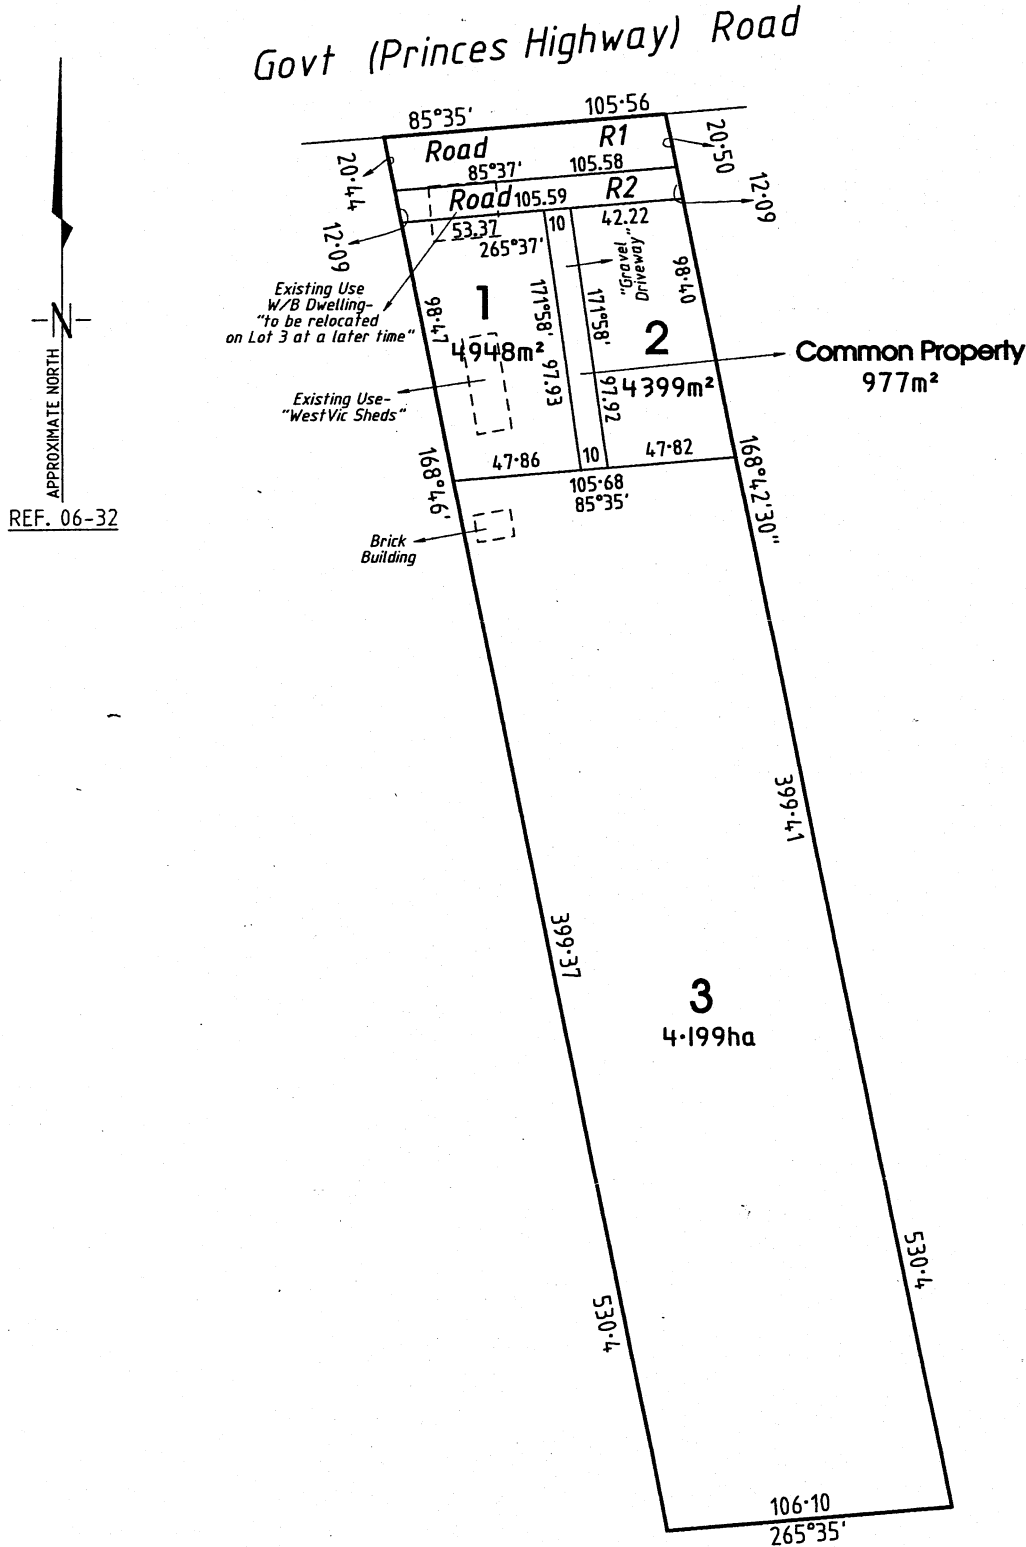 Govt (Princes Highway) Road
85°35'
105·56
Road
R1
20·44
20·50
85°37'
105.58
Road
105.59
R2
12·09
12·09
53.37
10
42.22
265°37'
"Gravel
Driveway"
98·40
Existing Use
W/B Dwelling-
"to be relocated
on Lot 3 at a later time"
98·47
1
4948m²
171°58'
97.93
171°58'
97.92
2
4399m²
Common Property
977m²
Existing Use-
"WestVic Sheds"
N
APPROXIMATE NORTH
REF. 06-32
47·86
10
47·82
105·68
85°35'
168°46'
168°42'30"
Brick
Building
399·41
399·37
3
4·199ha
530·4
530·4
106·10
265°35'